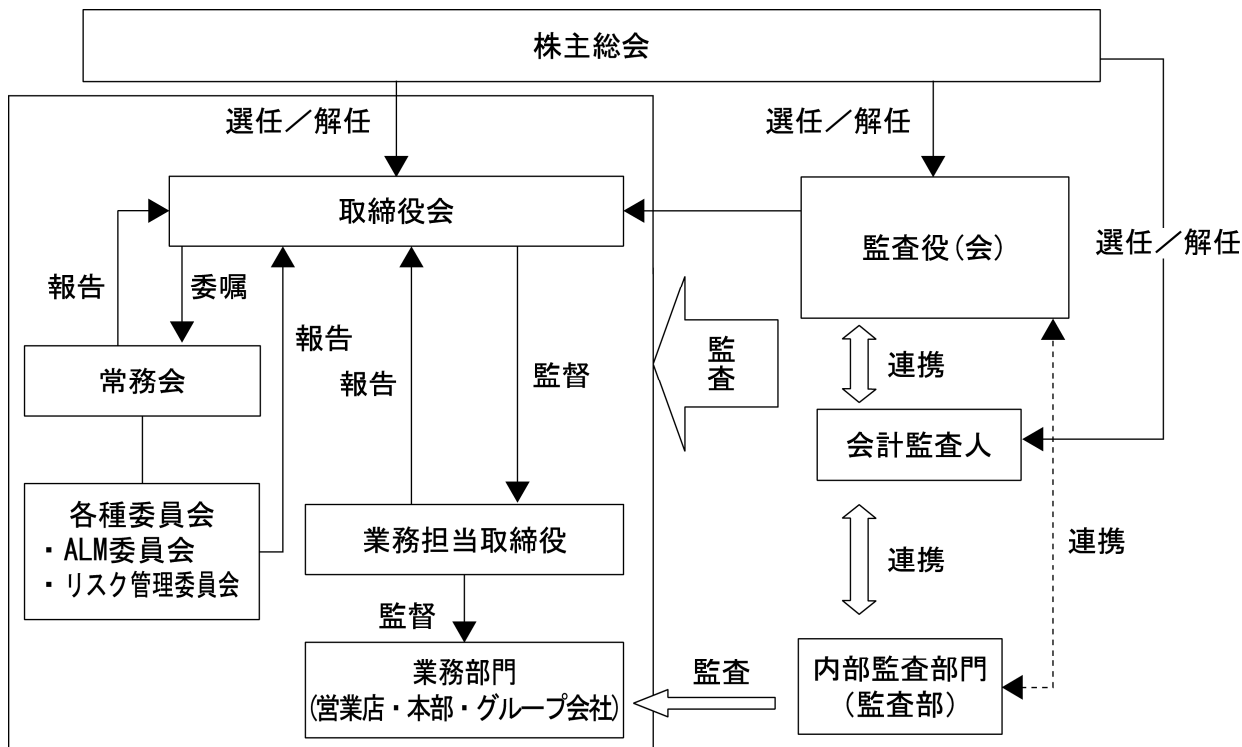 株主総会
選任／解任
選任／解任
選任／解任
取締役会
監査役(会)
報告
委嘱
報告
報告
監督
監査
連携
常務会
会計監査人
各種委員会
・ALM委員会
・リスク管理委員会
業務担当取締役
連携
連携
監督
業務部門
(営業店・本部・グループ会社)
監査
内部監査部門
(監査部)